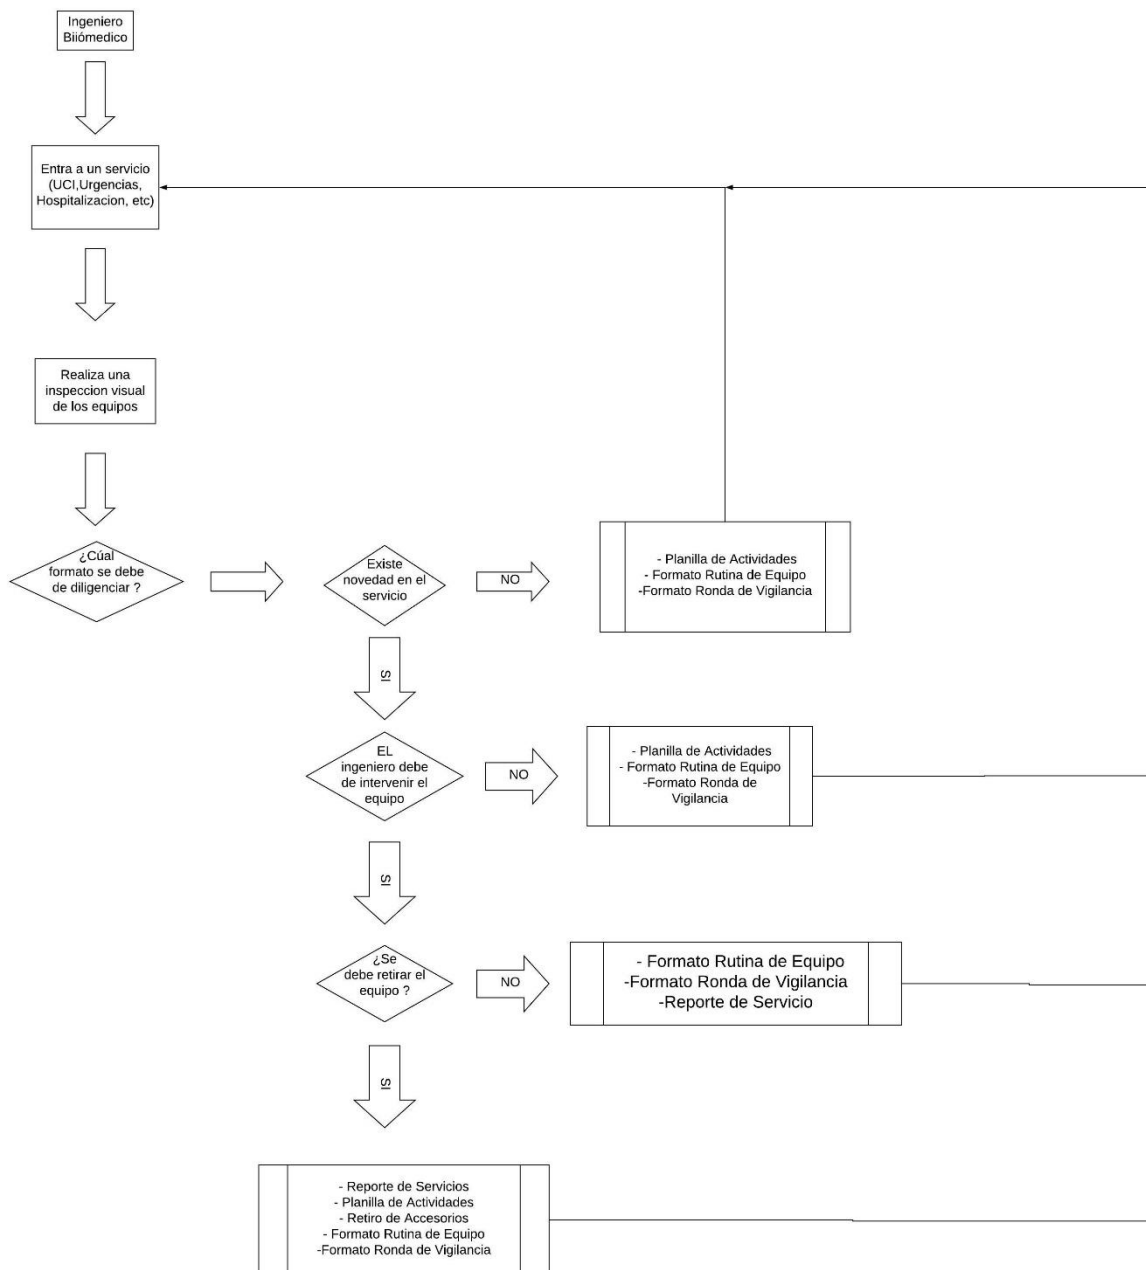 Ingeniero
Biiómedico
Entra a un servicio
(UCI,Urgencias,
Hospitalizacion, etc)
Realiza una
inspeccion visual
de los equipos
¿Cúal
formato se debe
de diligenciar ?
Existe
novedad en el
servicio
NO
- Planilla de Actividades
- Formato Rutina de Equipo
-Formato Ronda de Vigilancia
SI
EL
ingeniero debe
de intervenir el
equipo
NO
- Planilla de Actividades
- Formato Rutina de Equipo
-Formato Ronda de
Vigilancia
SI
¿Se
debe retirar el
equipo ?
NO
- Formato Rutina de Equipo
-Formato Ronda de Vigilancia
-Reporte de Servicio
SI
- Reporte de Servicios
- Planilla de Actividades
- Retiro de Accesorios
- Formato Rutina de Equipo
-Formato Ronda de Vigilancia